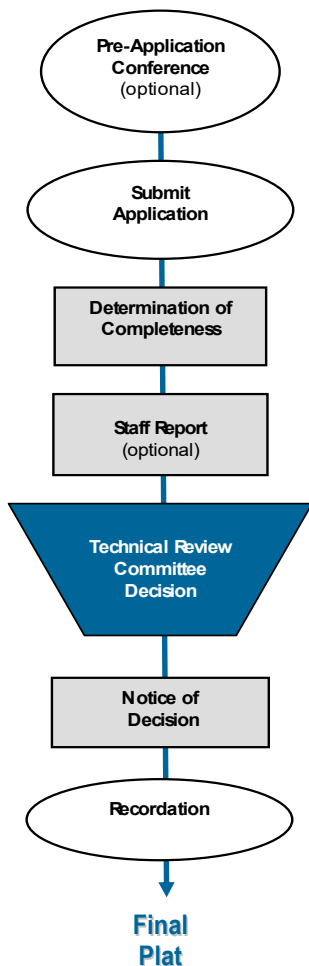 Pre-Application
Conference
(optional)
Submit
Application
Determination of
Completeness
Staff Report
(optional)
Technical Review
Committee
Decision
Notice of
Decision
Recordation
Final
Plat